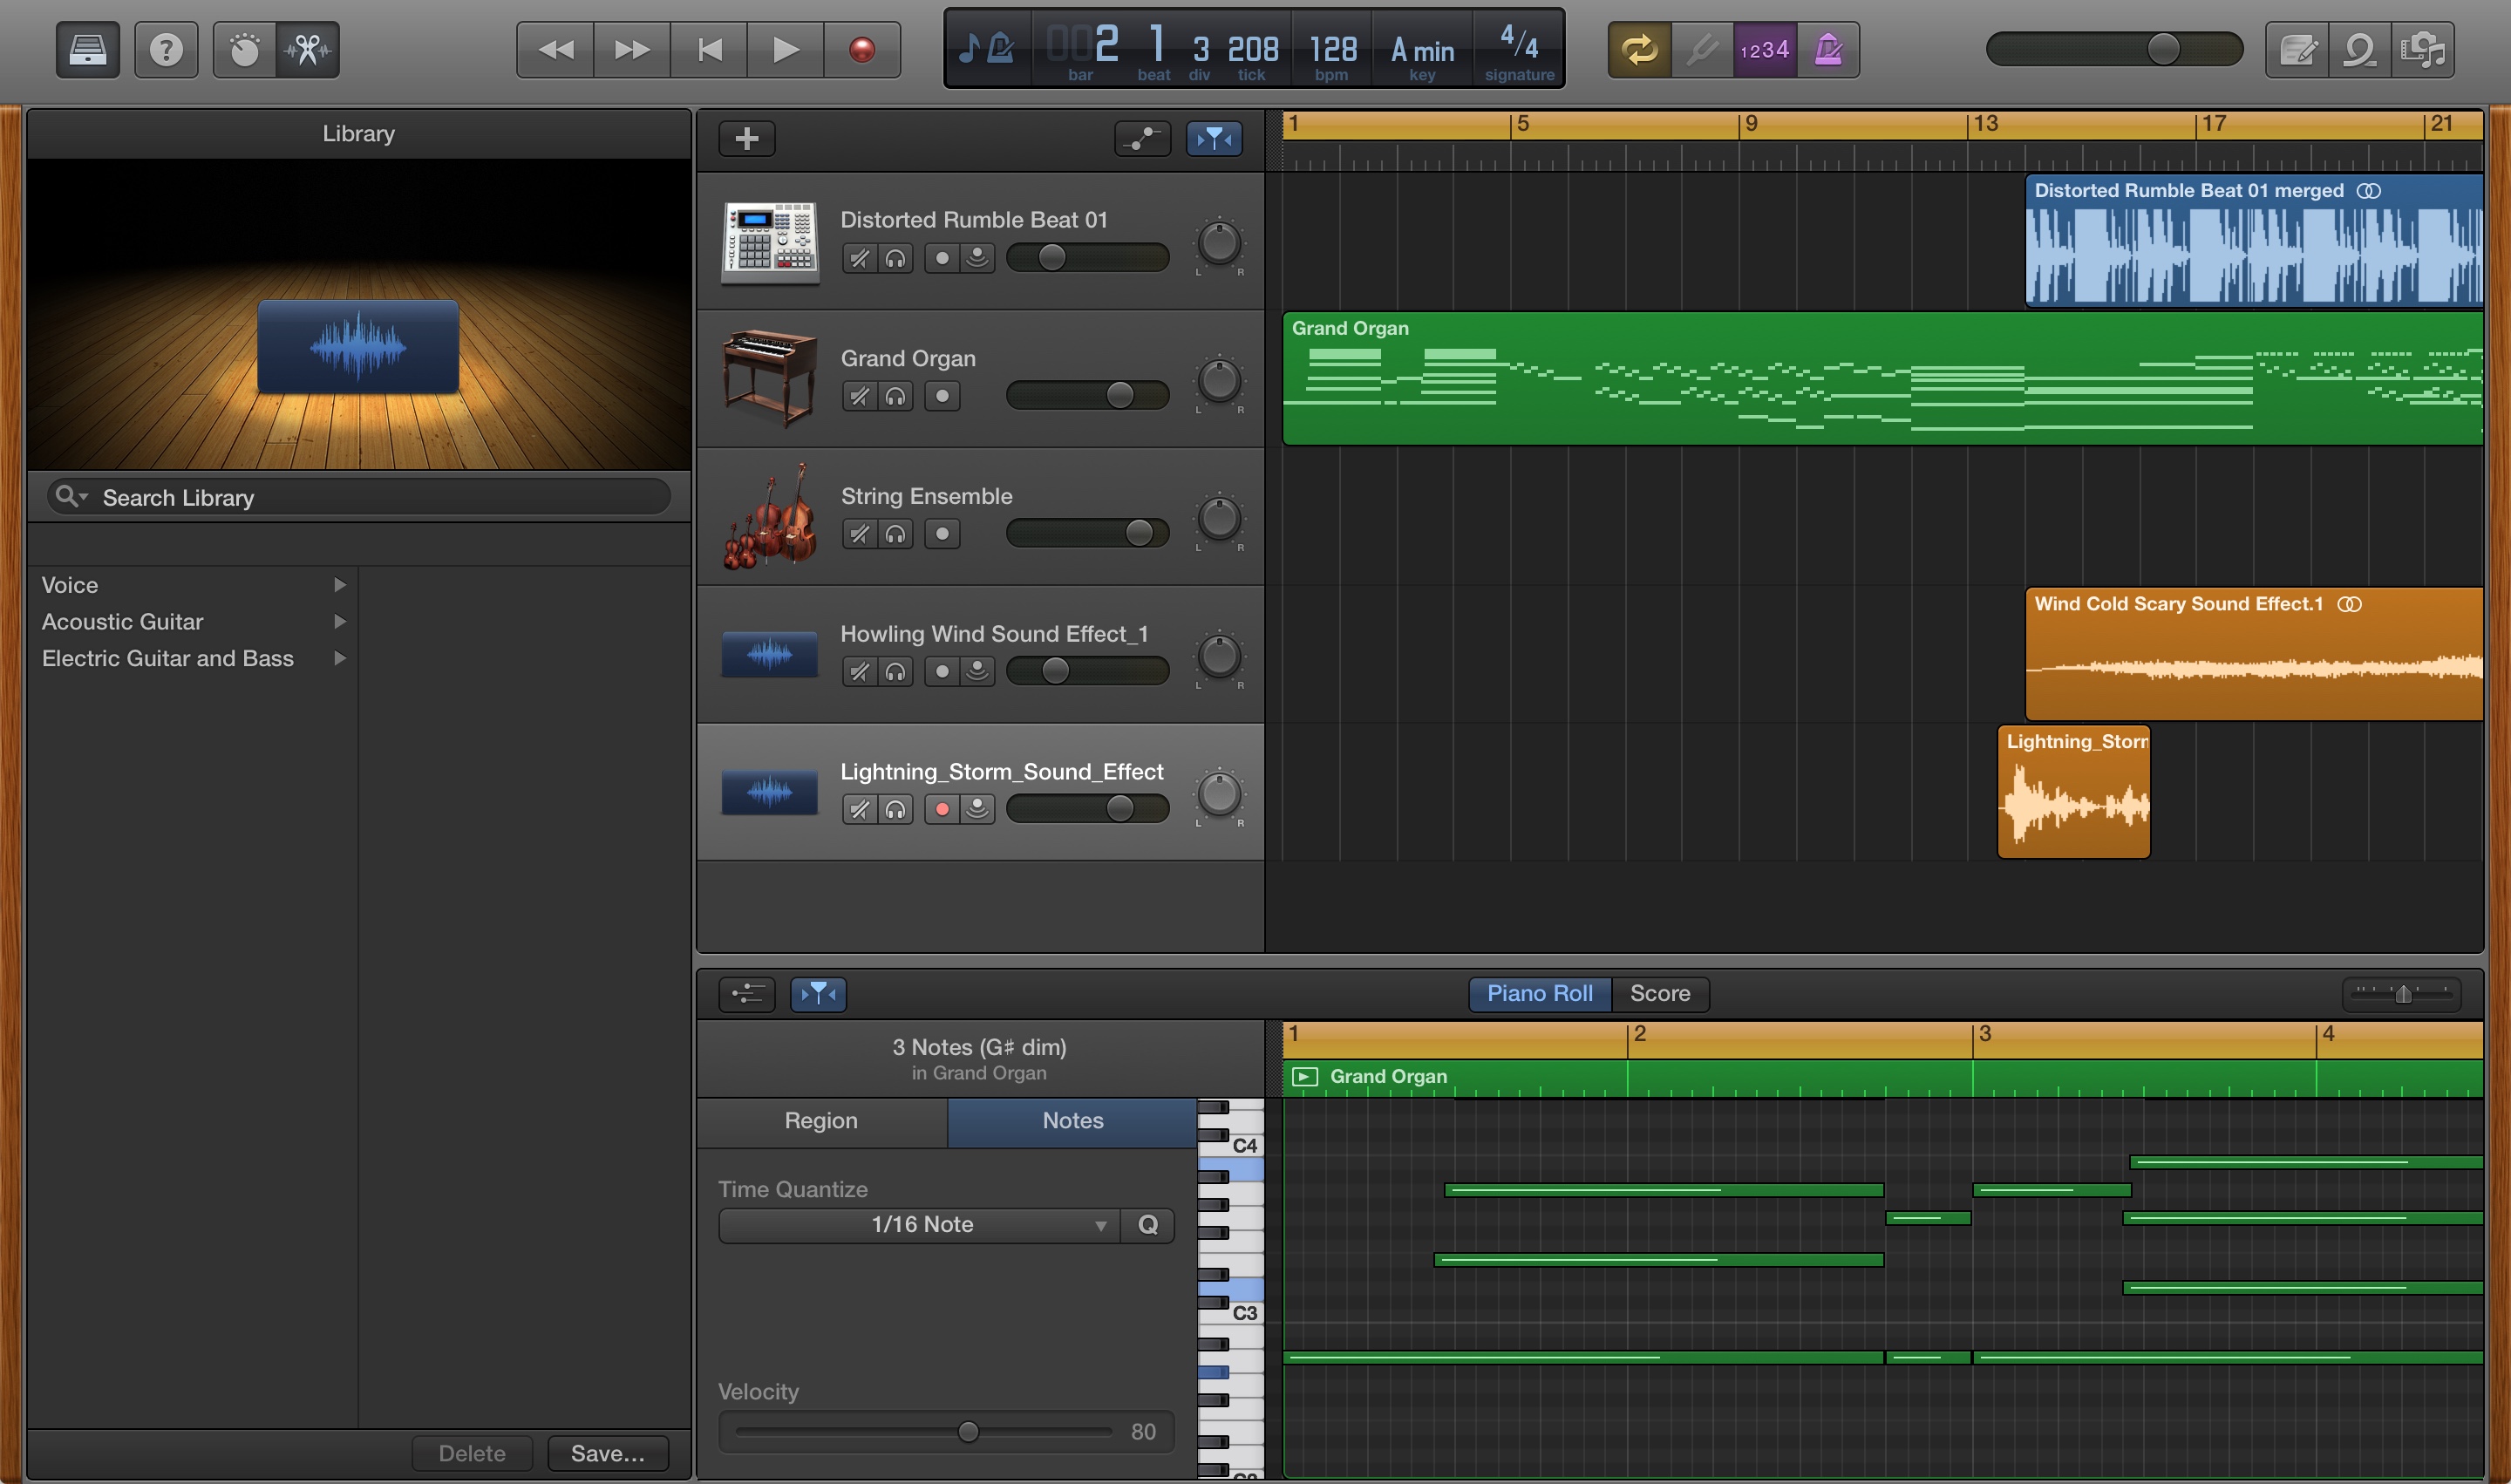 002 1 3 208 128 A min 4/4
bar beat div tick bpm key signature
1234
Library
Search Library
Voice
Acoustic Guitar
Electric Guitar and Bass
Delete Save...
1 5 9 13 17 21
Distorted Rumble Beat 01
L R
Distorted Rumble Beat 01 merged
Grand Organ
L R
Grand Organ
String Ensemble
L R
Howling Wind Sound Effect_1
L R
Wind Cold Scary Sound Effect.1
Lightning_Storm_Sound_Effect
L R
Lightning_Storm
Piano Roll Score
3 Notes (G♯ dim)
in Grand Organ
1 2 3 4
Grand Organ
Region Notes
Time Quantize
1/16 Note Q
Velocity
80
C4
C3